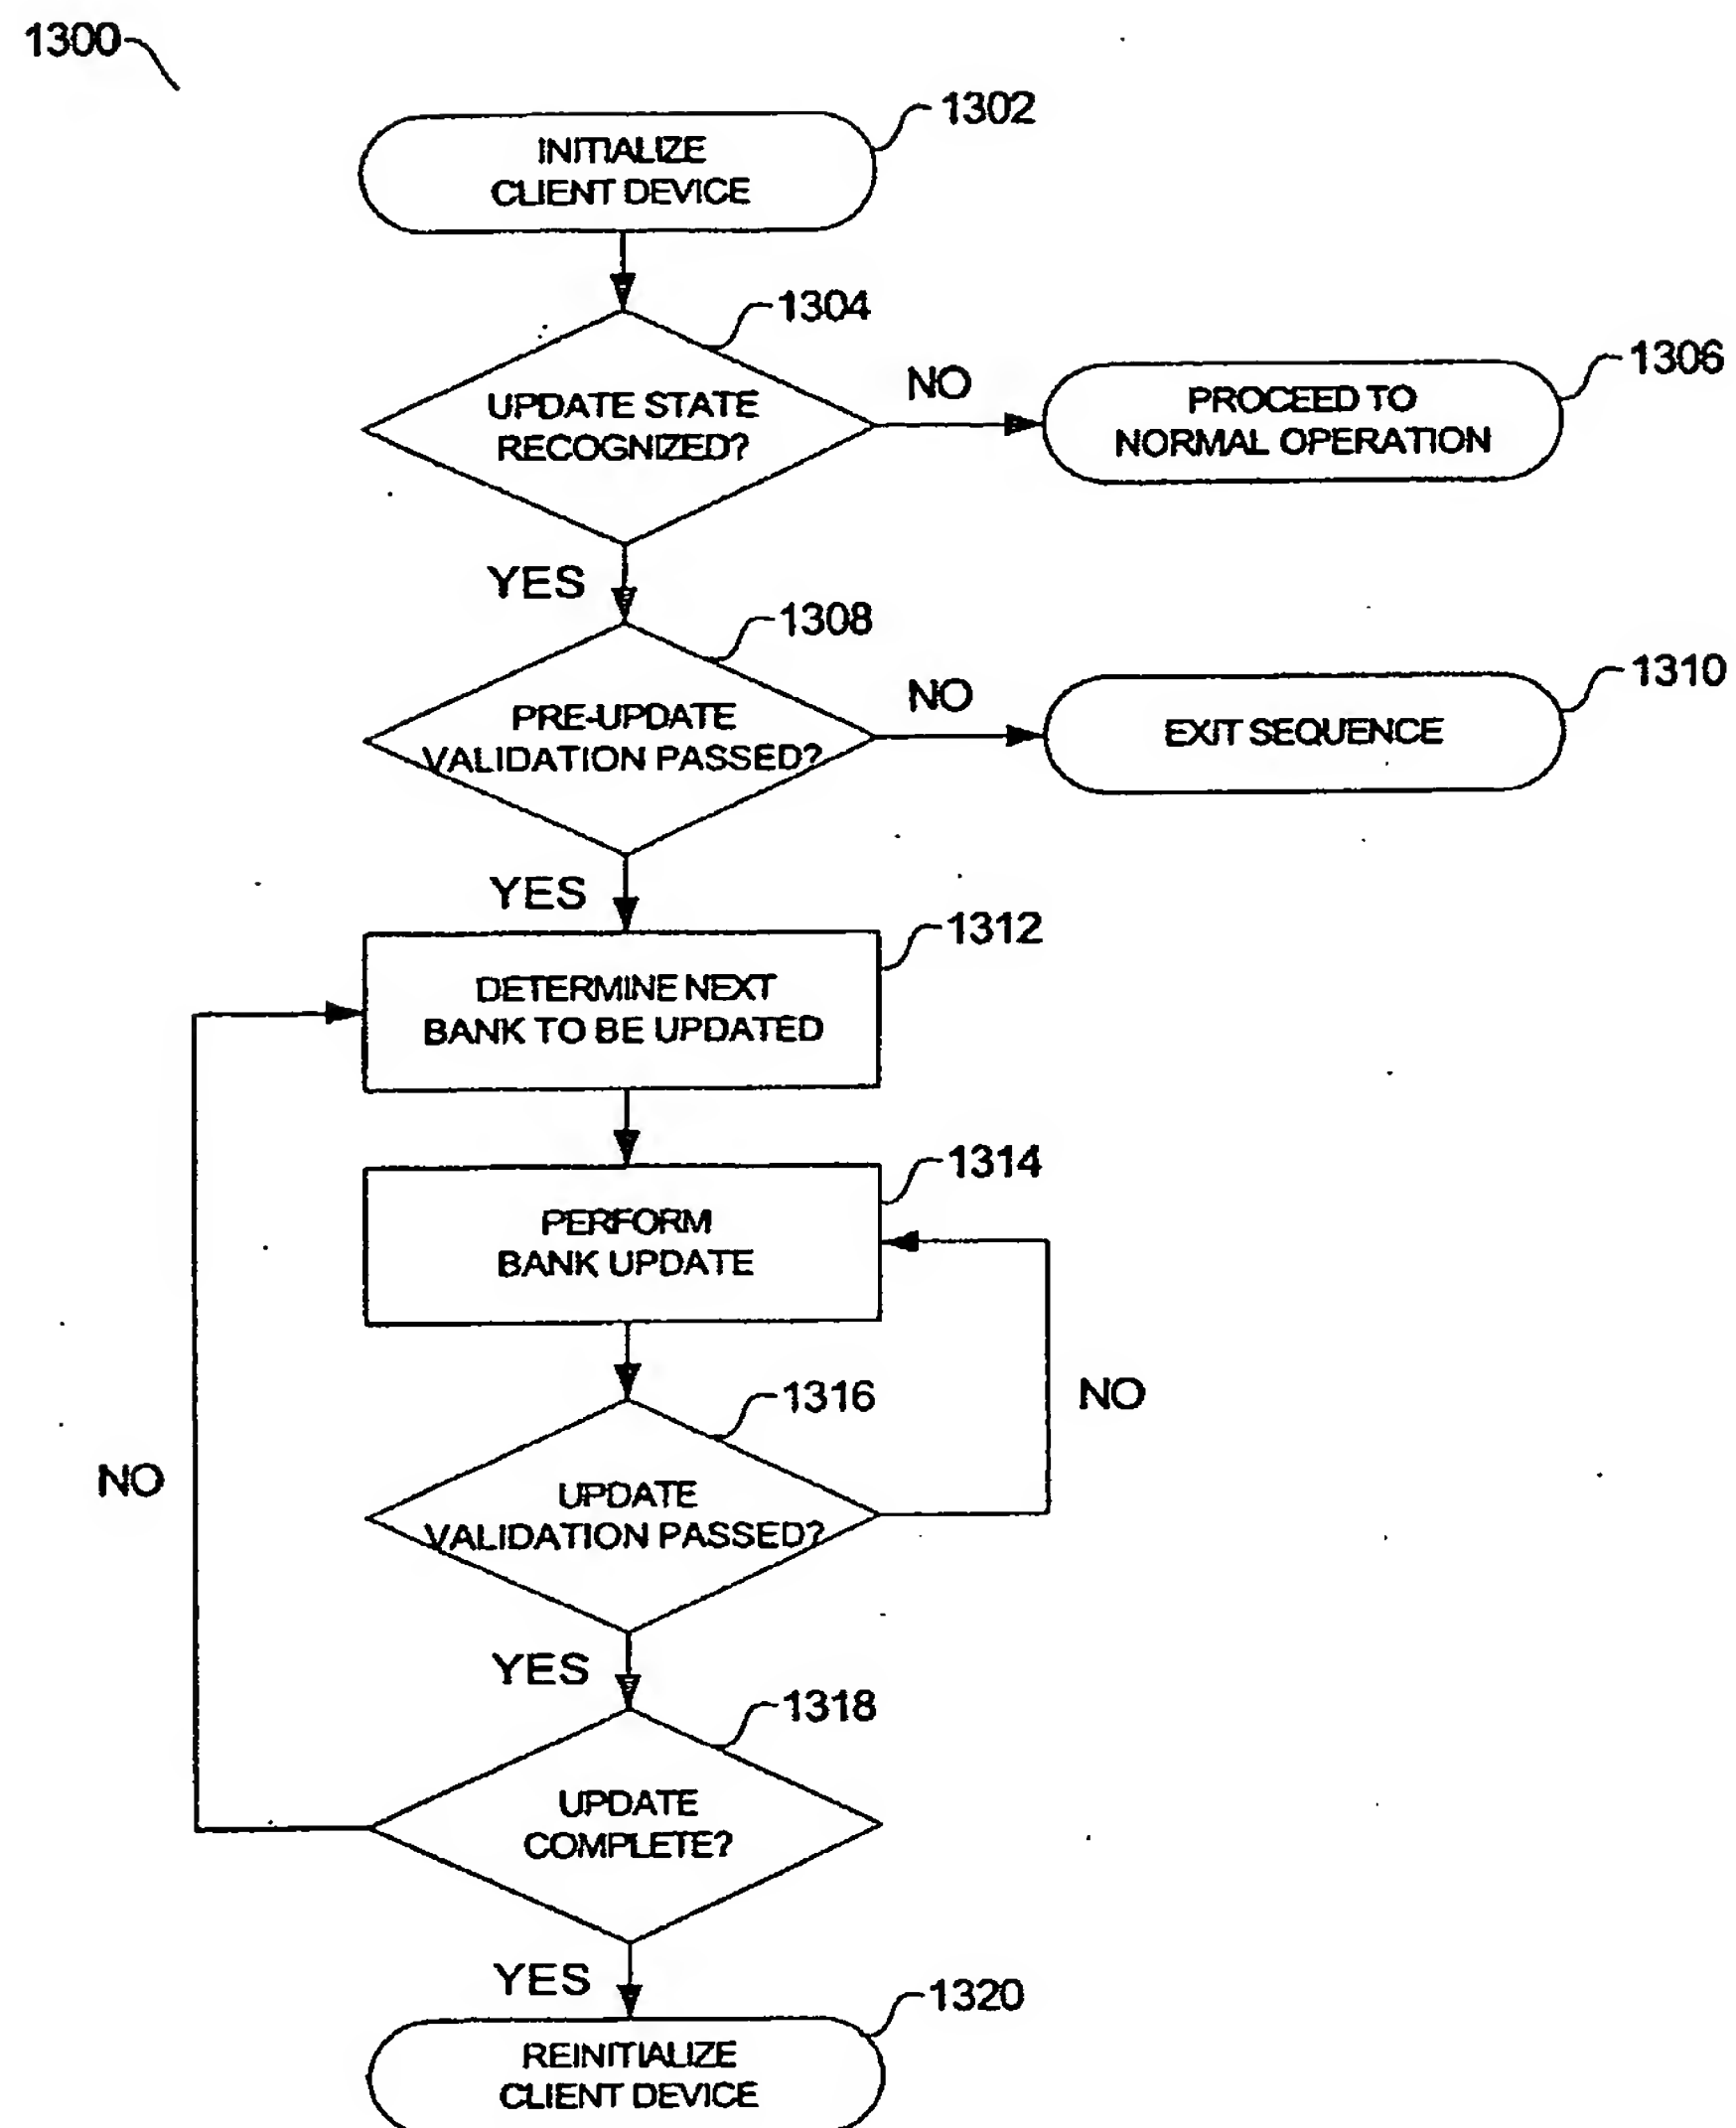 1300
1302
INITIALIZE
CLIENT DEVICE
1304
UPDATE STATE
RECOGNIZED?
NO
1306
PROCEED TO
NORMAL OPERATION
YES
1308
PRE-UPDATE
VALIDATION PASSED?
NO
1310
EXIT SEQUENCE
YES
1312
DETERMINE NEXT
BANK TO BE UPDATED
1314
PERFORM
BANK UPDATE
1316
UPDATE
VALIDATION PASSED?
NO
NO
YES
1318
UPDATE
COMPLETE?
YES
1320
REINITIALIZE
CLIENT DEVICE